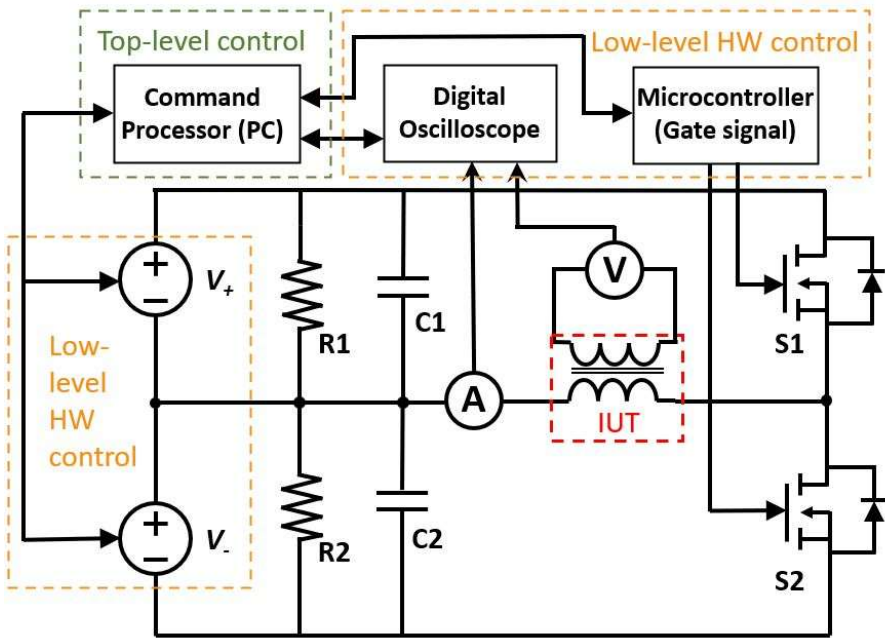 Top-level control
Low-level HW control
Command
Processor (PC)
Digital
Oscilloscope
Microcontroller
(Gate signal)
V+
V
R1
C1
S1
Low-
level
HW
control
A
IUT
V-
R2
C2
S2